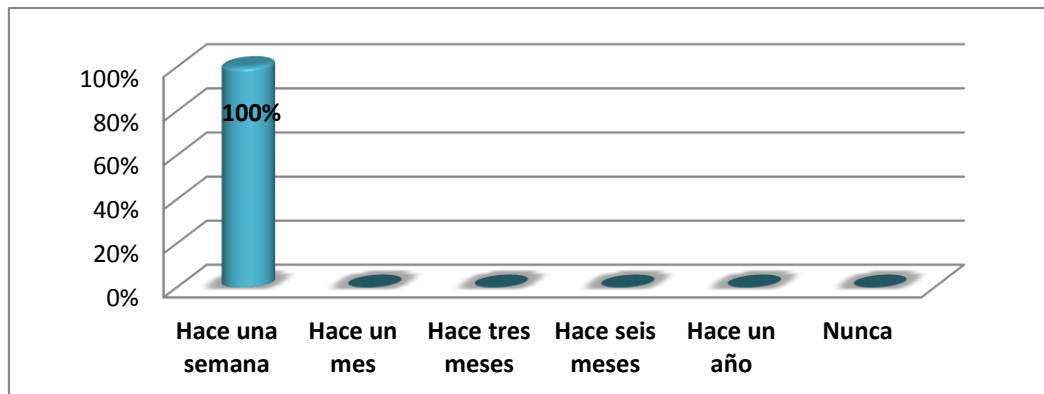 100%
80%
60%
40%
20%
0%
100%
Hace una semana
Hace un mes
Hace tres meses
Hace seis meses
Hace un año
Nunca